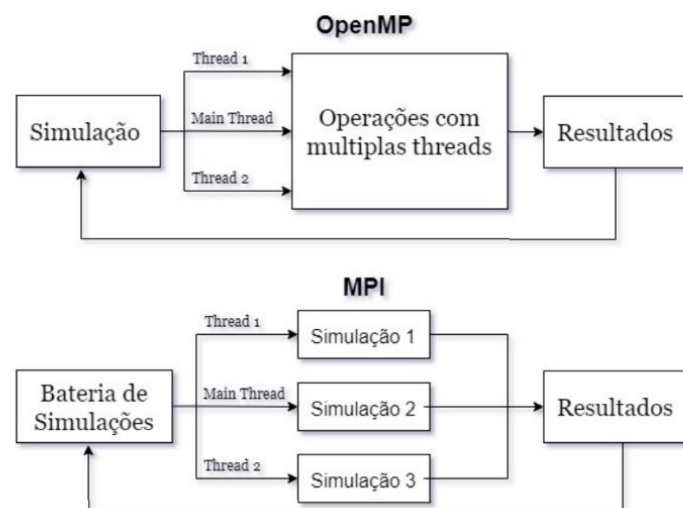 OpenMP
Thread 1
Simulação
Main Thread
Operações com
multiplas threads
Resultados
Thread 2
MPI
Thread 1
Simulação 1
Bateria de
Simulações
Main Thread
Simulação 2
Resultados
Thread 2
Simulação 3